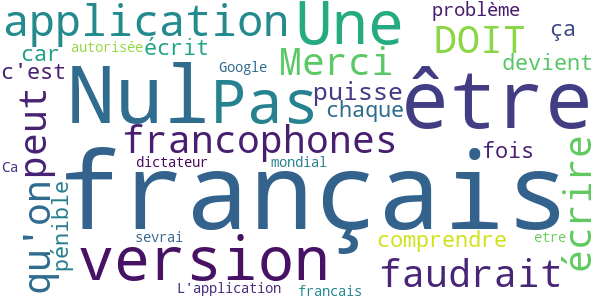 application Une problème
ça
DOIT
autorisée écrit
car
Merci
devient
c'est
Google
Nul Pas puisse être
chaque
peut
francophones
fois
Ca
dictateur
mondial
français
écrire
qu'on
pénible
sevrai
comprendre
etre
version
faudrait
L'application
francais